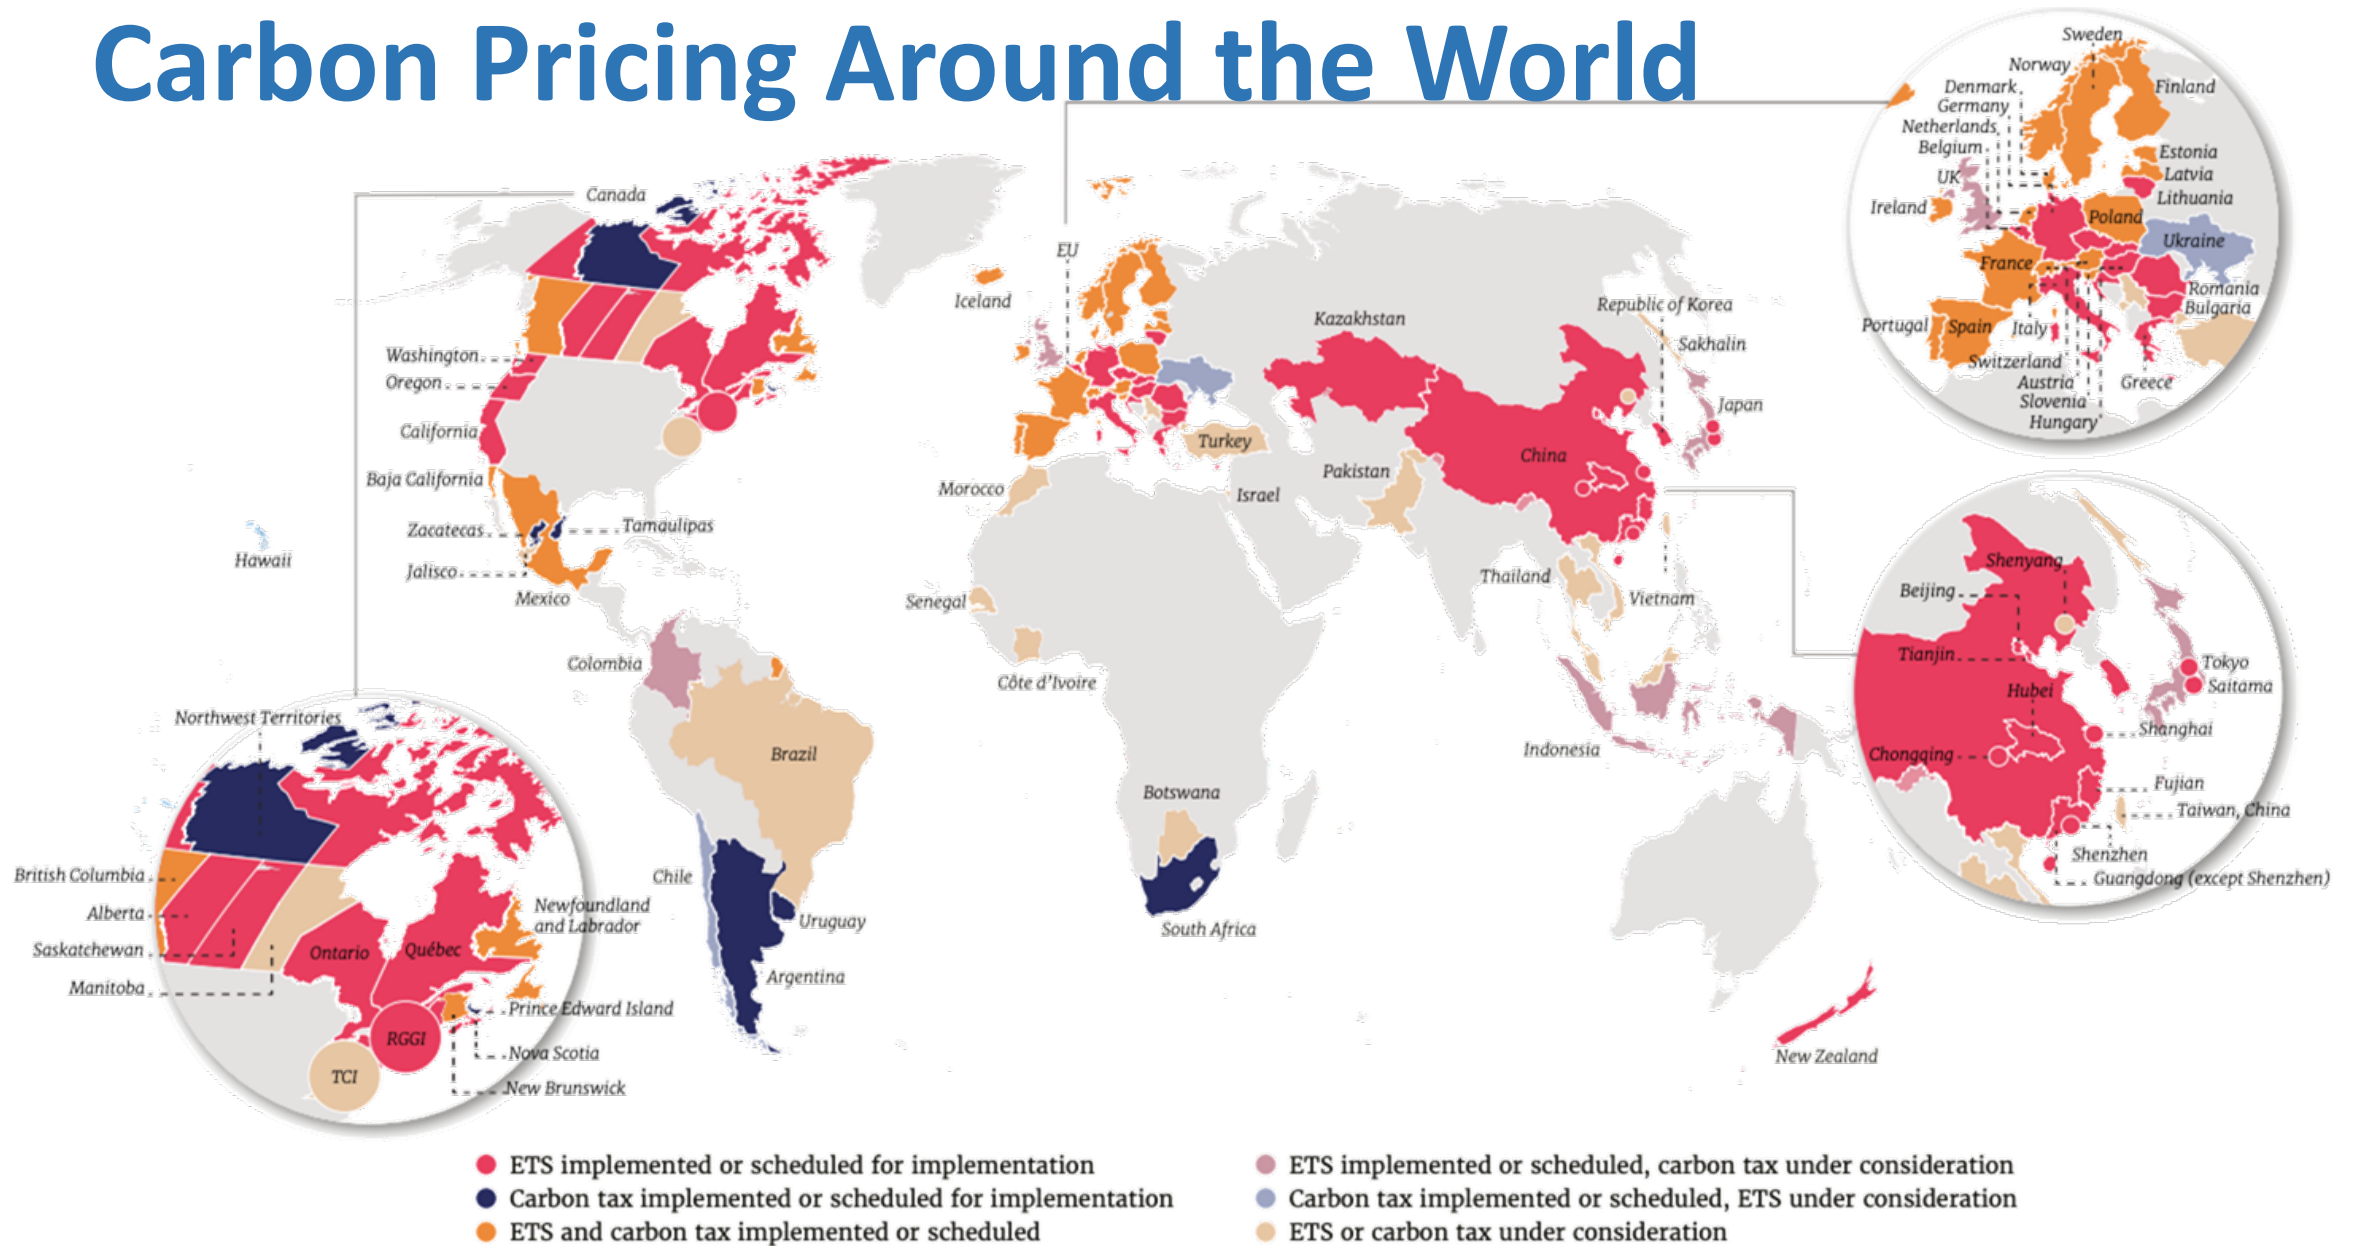 Carbon Pricing Around the World
Sweden
Norway
Finland
Denmark
Germany
Netherlands
Belgium
Estonia
Latvia
UK
Lithuania
Ireland
Poland
Ukraine
France
Romania
Bulgaria
Portugal
Spain
Italy
Switzerland
Austria
Greece
Slovenia
Hungary
Canada
EU
Iceland
Kazakhstan
Republic of Korea
Sakhalin
Washington
Oregon
Japan
California
Turkey
China
Baja California
Morocco
Pakistan
Israel
Zacatecas
Tamaulipas
Hawaii
Jalisco
Mexico
Thailand
Vietnam
Senegal
Colombia
Côte d'Ivoire
Brazil
Indonesia
Botswana
Chile
Uruguay
South Africa
Argentina
New Zealand
Shenyang
Beijing
Tianjin
Tokyo
Hubei
Saitama
Shanghai
Chongqing
Fujian
Taiwan, China
Shenzhen
Guangdong (except Shenzhen)
Northwest Territories
British Columbia
Alberta
Newfoundland
and Labrador
Saskatchewan
Ontario
Québec
Manitoba
Prince Edward Island
RGGI
Nova Scotia
TCI
New Brunswick
ETS implemented or scheduled for implementation
Carbon tax implemented or scheduled for implementation
ETS and carbon tax implemented or scheduled
ETS implemented or scheduled, carbon tax under consideration
Carbon tax implemented or scheduled, ETS under consideration
ETS or carbon tax under consideration